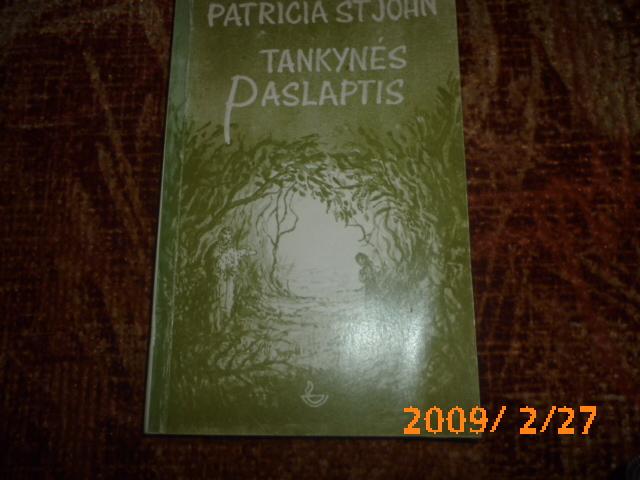 PATRICIA ST JOHN
TANKYNĖS
PASLAPTIS
2009/ 2/27